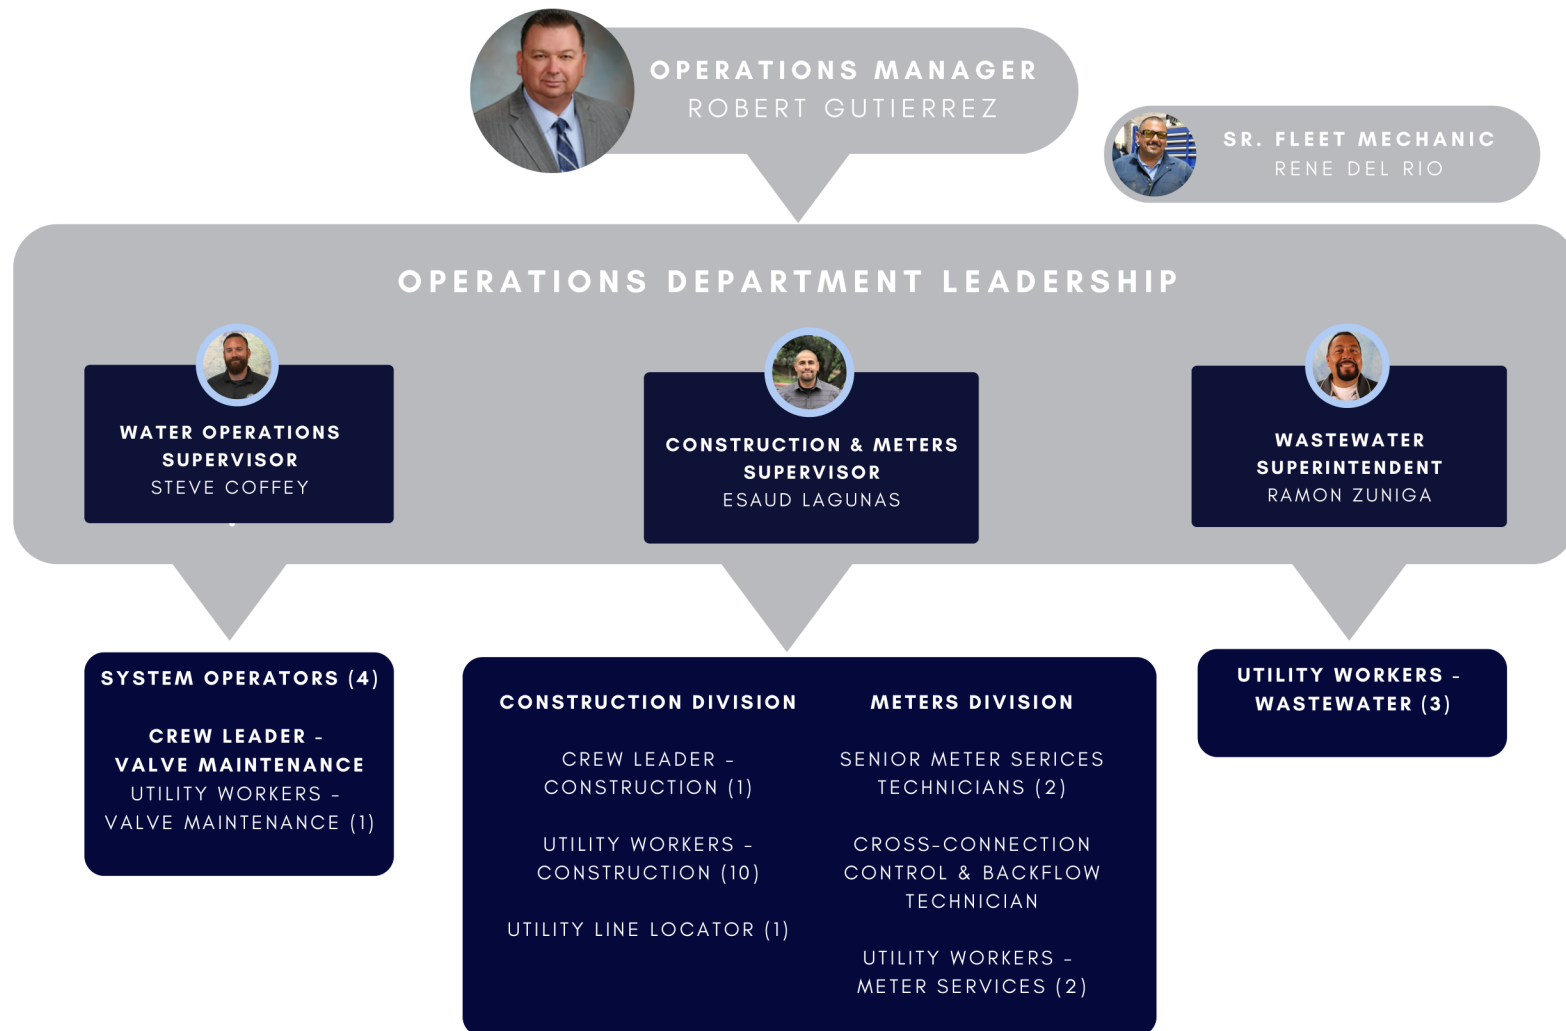 OPERATIONS MANAGER
ROBERT GUTIERREZ
SR. FLEET MECHANIC
RENE DEL RIO
OPERATIONS DEPARTMENT LEADERSHIP
WATER OPERATIONS
SUPERVISOR
STEVE COFFEY
CONSTRUCTION & METERS
SUPERVISOR
ESAUD LAGUNAS
WASTEWATER
SUPERINTENDENT
RAMON ZUNIGA
SYSTEM OPERATORS (4)
CREW LEADER -
VALVE MAINTENANCE
UTILITY WORKERS -
VALVE MAINTENANCE (1)
CONSTRUCTION DIVISION
CREW LEADER -
CONSTRUCTION (1)
UTILITY WORKERS -
CONSTRUCTION (10)
UTILITY LINE LOCATOR (1)
METERS DIVISION
SENIOR METER SERICES
TECHNICIANS (2)
CROSS-CONNECTION
CONTROL & BACKFLOW
TECHNICIAN
UTILITY WORKERS -
METER SERVICES (2)
UTILITY WORKERS -
WASTEWATER (3)